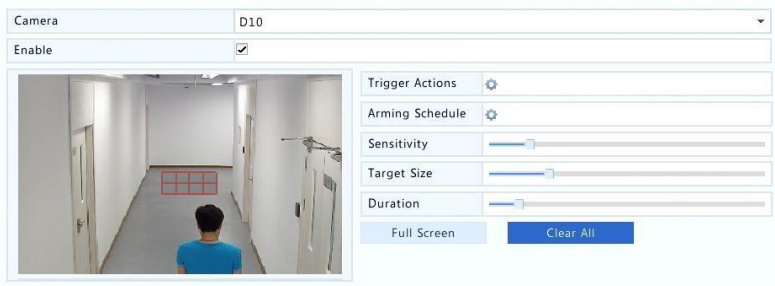 Camera
D10
Enable
Trigger Actions
Arming Schedule
Sensitivity
Target Size
Duration
Full Screen
Clear All